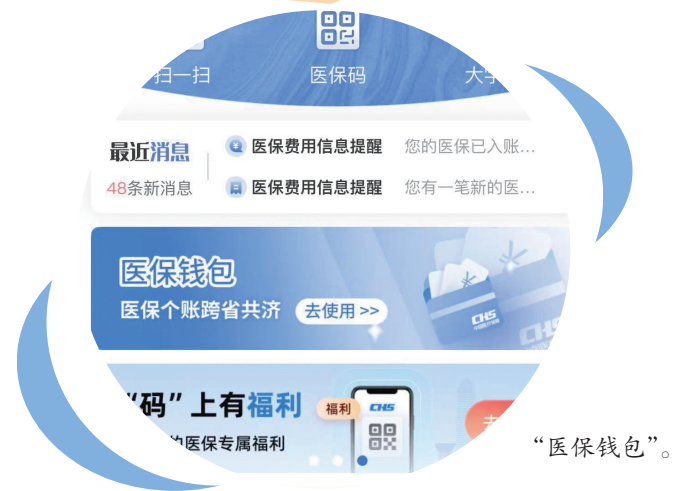 扫一扫 医保码 大
最近消息 医保费用信息提醒 您的医保已入账...
48条新消息 医保费用信息提醒 您有一笔新的医...
医保钱包
医保个账跨省共济 去使用 >>
CHS CHS
“码”上有福利 福利 CHS
医保专属福利
“医保钱包”。